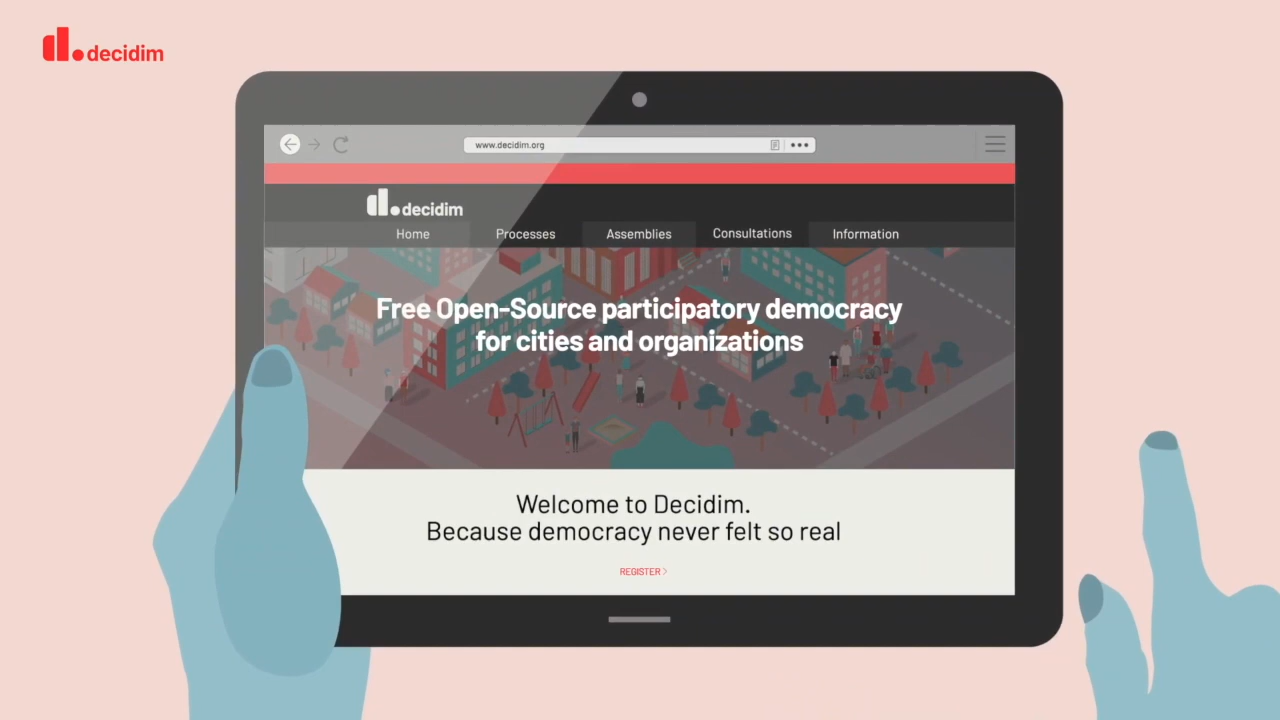 decidim
www.decidim.org
decidim
Home Processes Assemblies Consultations Information
Free Open-Source participatory democracy
for cities and organizations
Welcome to Decidim.
Because democracy never felt so real
REGISTER